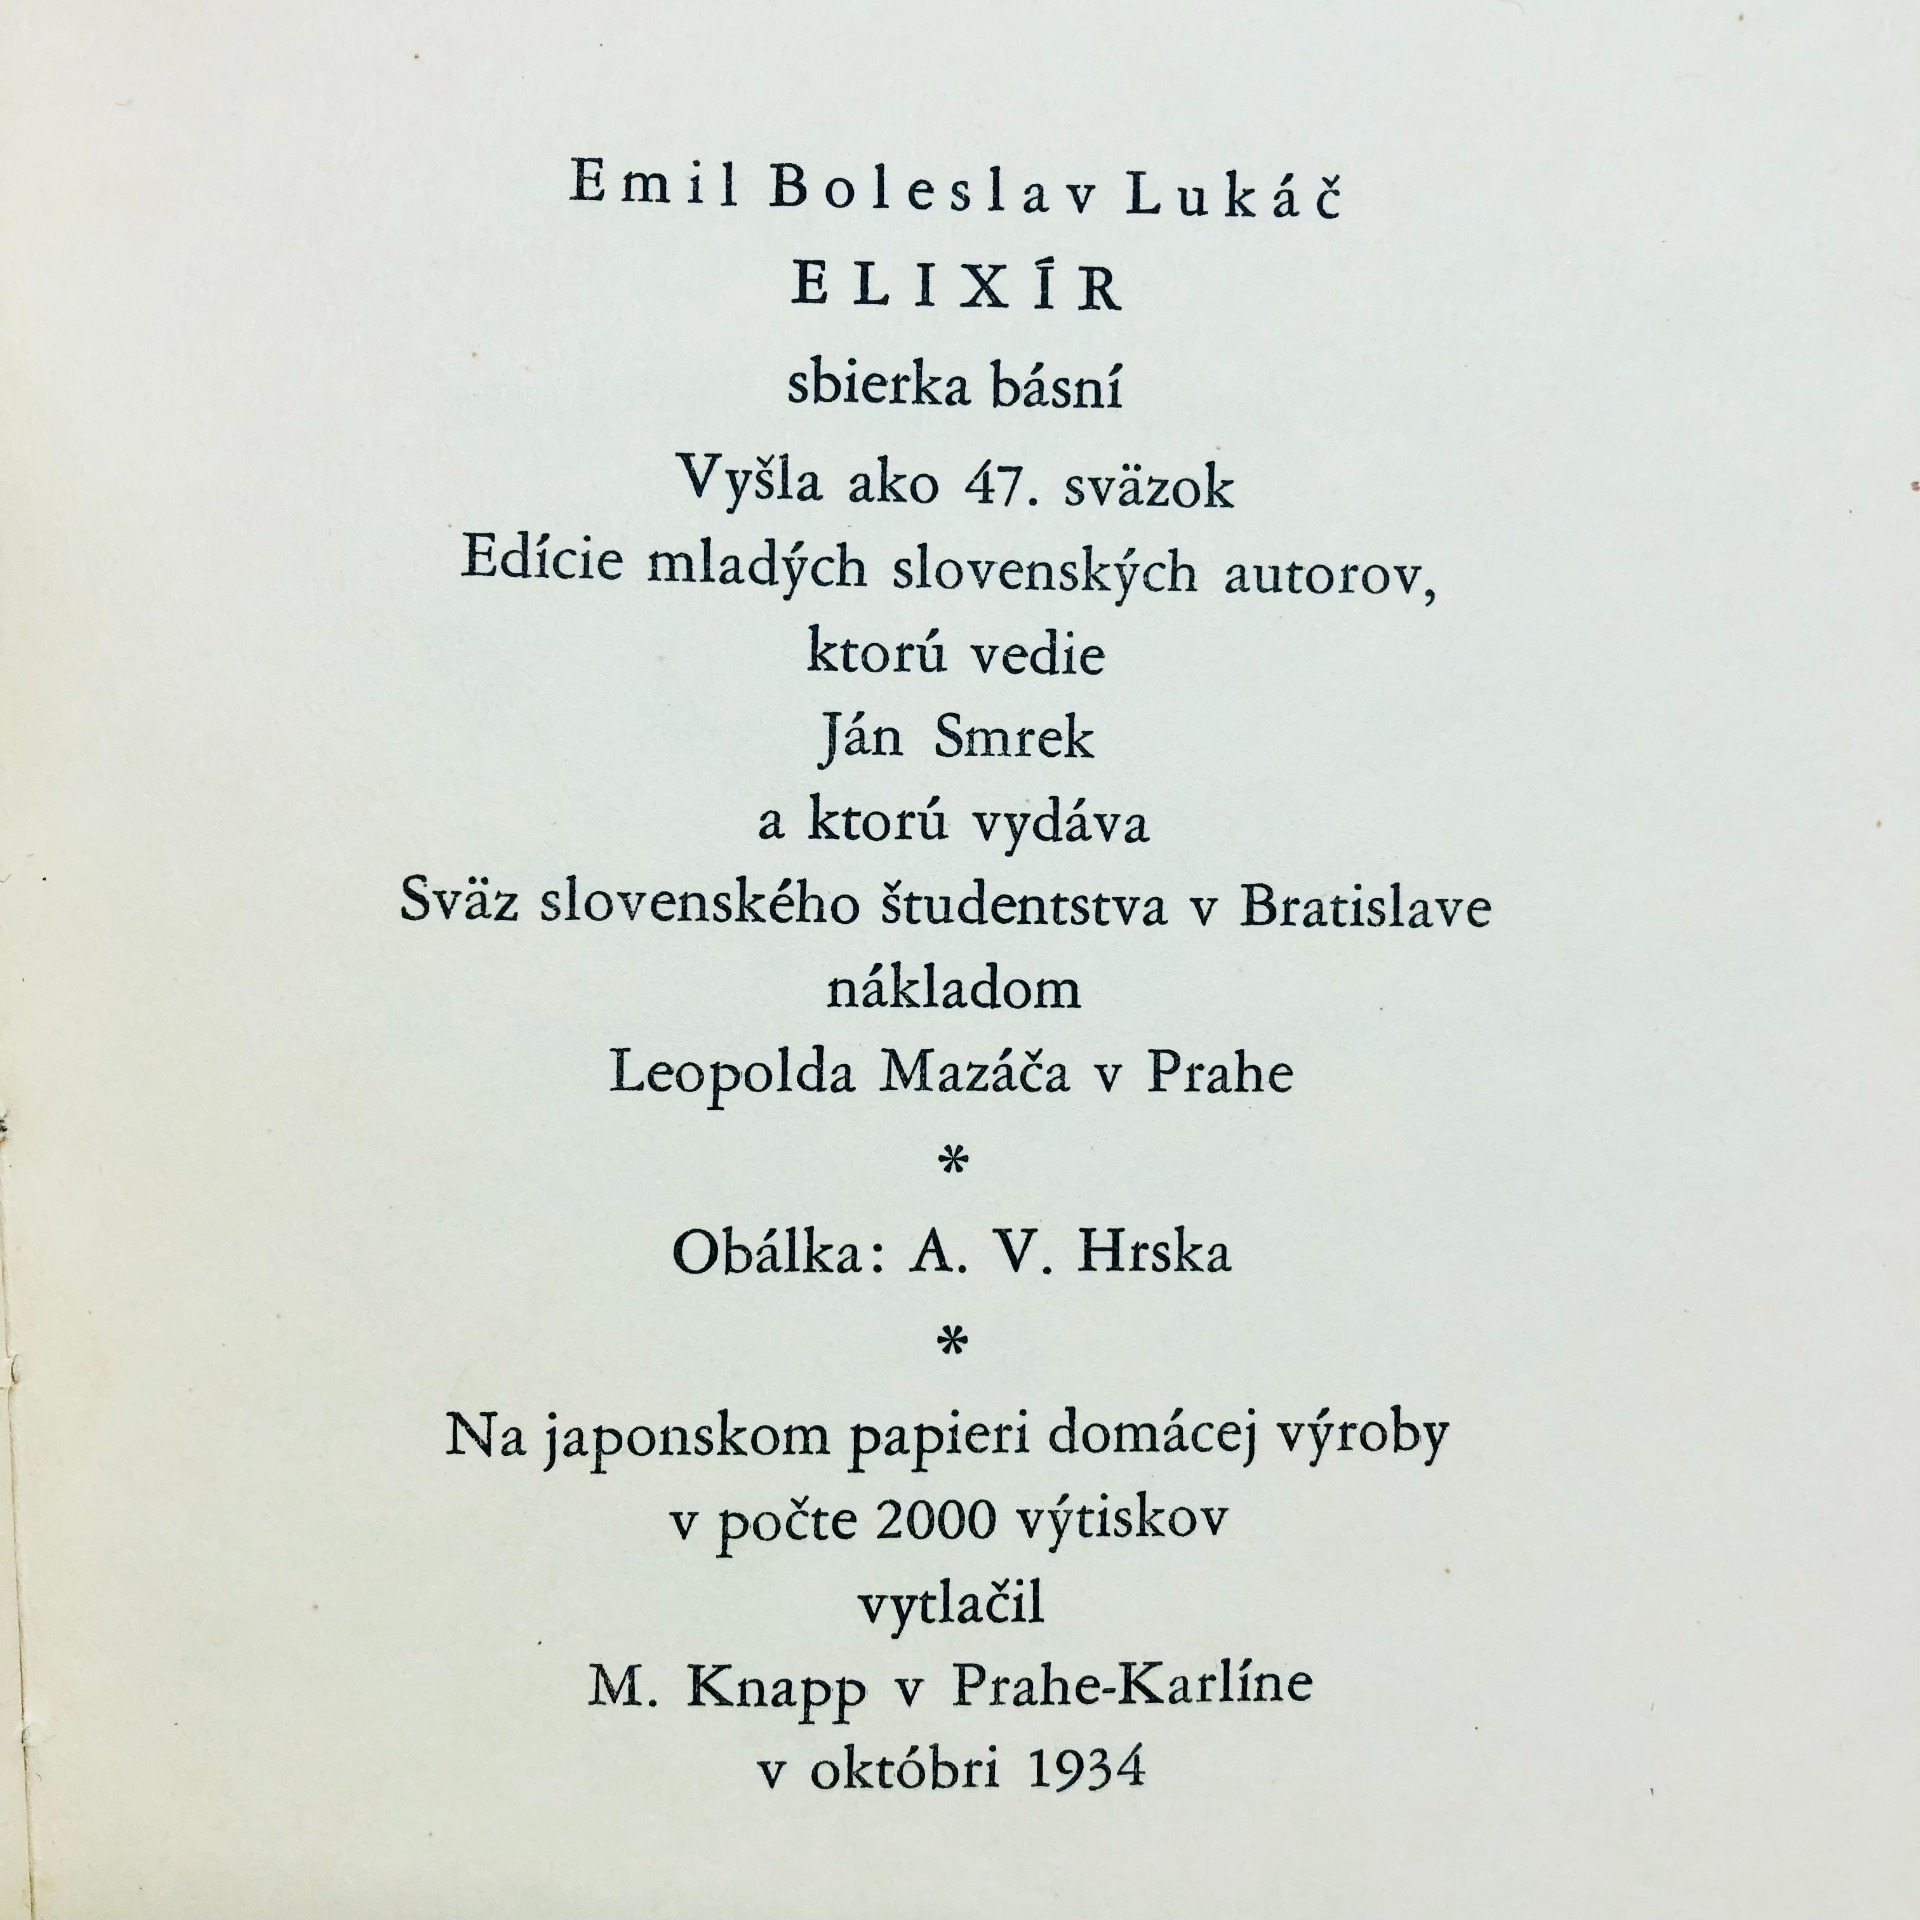 Emil Boleslav Lukáč
ELIXÍR
sbierka básní
Vyšla ako 47. sväzok
Edície mladých slovenských autorov,
ktorú vedie
Ján Smrek
a ktorú vydáva
Sväz slovenského študentstva v Bratislave
nákladom
Leopolda Mazáča v Prahe
*
Obálka: A. V. Hrska
*
Na japonskom papieri domácej výroby
v počte 2000 výtiskov
vytlačil
M. Knapp v Prahe-Karlíne
v októbri 1934